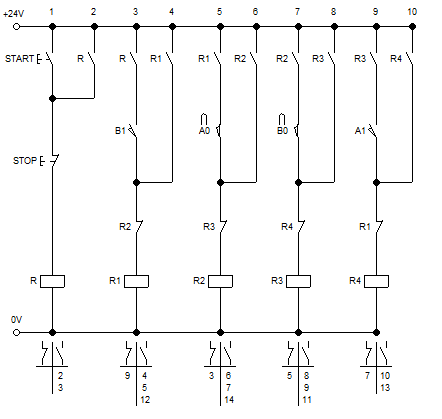 +24V 1 2 3 4 5 6 7 8 9 10
START R R R1 R1 R2 R2 R3 R3 R4
B1 A0 B0 A1
STOP
R2 R3 R4 R1
R R1 R2 R3 R4
0V
2 9 4 3 6 5 8 7 10
3 5 7 9 13
12 14 11